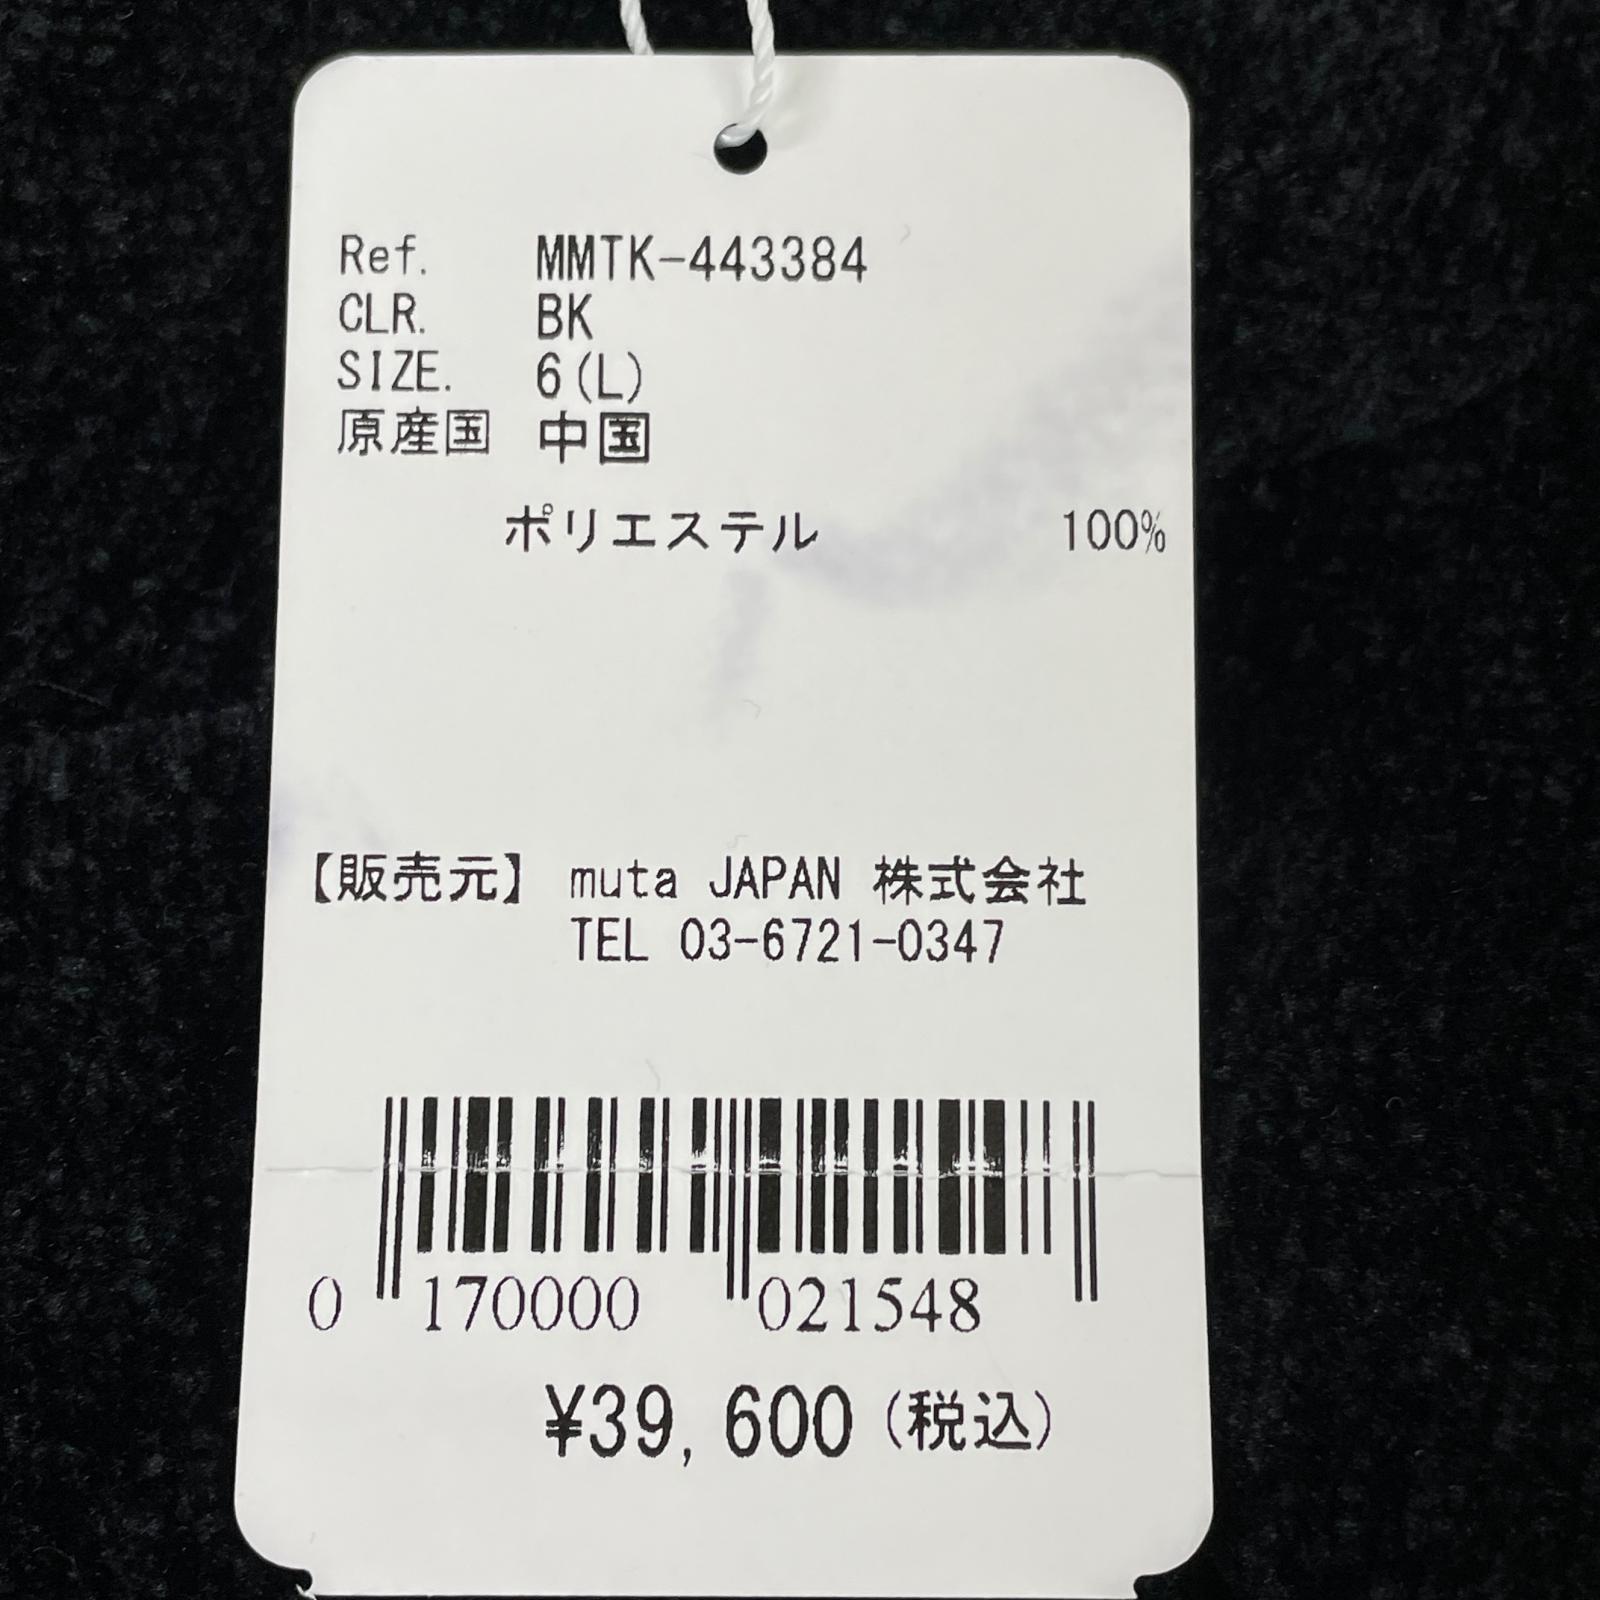 Ref. MMTK-443384
CLR. BK
SIZE. 6(L)
原産国 中国
ポリエステル 100%
【販売元】 muta JAPAN 株式会社
TEL 03-6721-0347
0 170000 021548
¥39,600(税込)